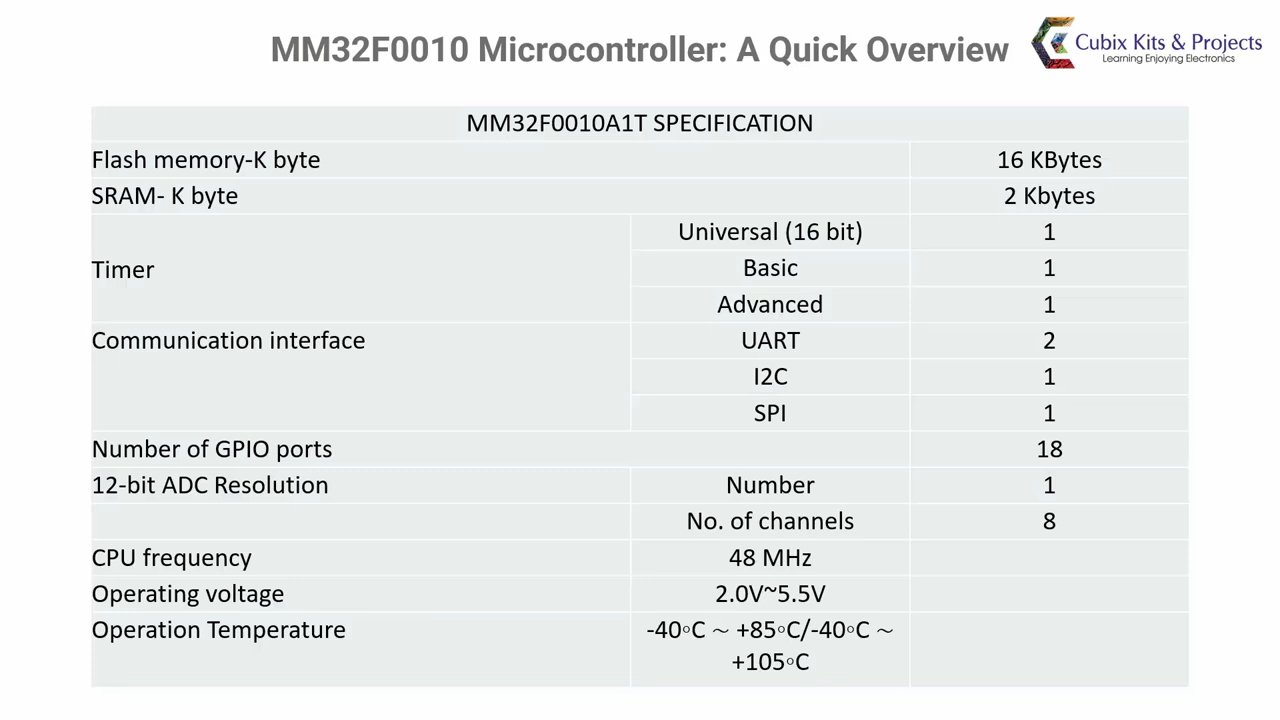 MM32F0010 Microcontroller: A Quick Overview
Cubix Kits & Projects
Learning Enjoying Electronics
MM32F0010A1T SPECIFICATION
Flash memory-K byte 16 KBytes
SRAM- K byte 2 Kbytes
Timer Universal (16 bit) 1
Basic 1
Advanced 1
Communication interface UART 2
I2C 1
SPI 1
Number of GPIO ports 18
12-bit ADC Resolution Number 1
No. of channels 8
CPU frequency 48 MHz
Operating voltage 2.0V~5.5V
Operation Temperature -40◦C ∼ +85◦C/-40◦C ∼
+105◦C